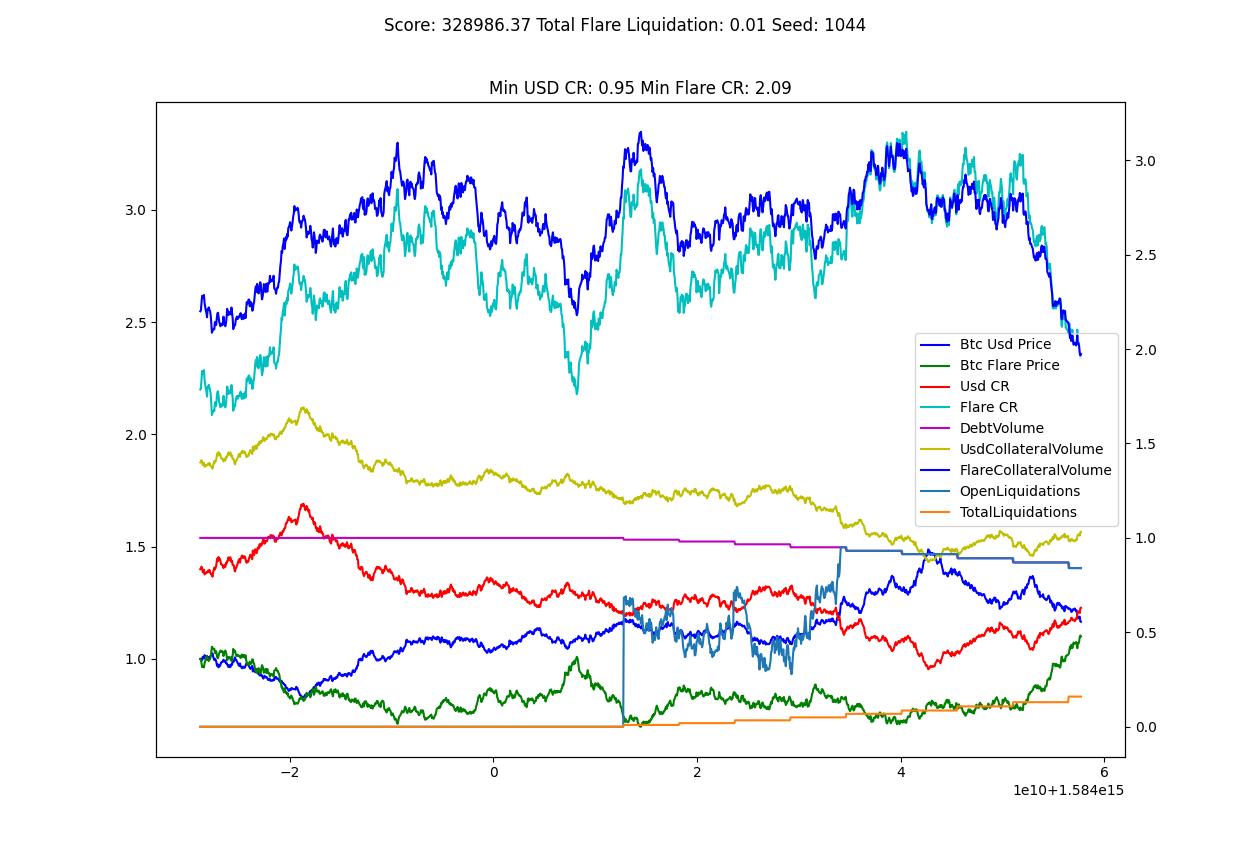 Score: 328986.37 Total Flare Liquidation: 0.01 Seed: 1044
Min USD CR: 0.95 Min Flare CR: 2.09
3.0
2.5
2.0
1.5
1.0
3.0
2.5
2.0
1.5
1.0
0.5
0.0
Btc Usd Price
Btc Flare Price
Usd CR
Flare CR
DebtVolume
UsdCollateralVolume
FlareCollateralVolume
OpenLiquidations
TotalLiquidations
−2 0 2 4 6
1e10+1.584e15